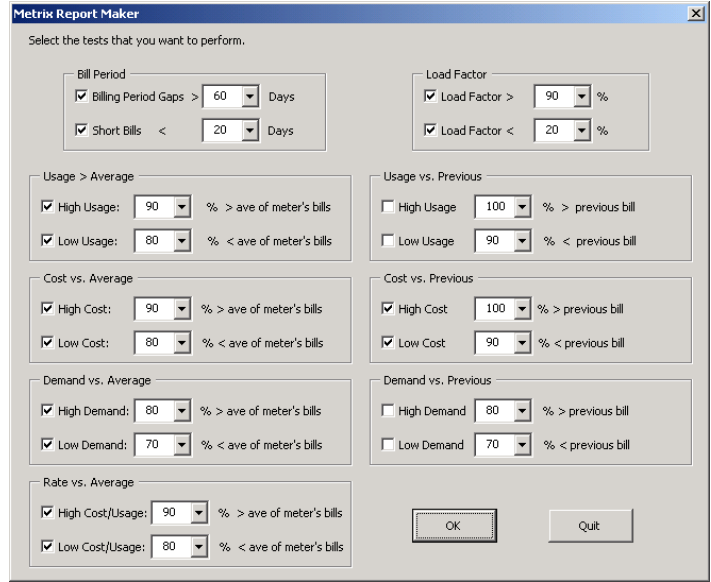 Metrix Report Maker
Select the tests that you want to perform.
Bill Period
Billing Period Gaps > 60 Days
Short Bills < 20 Days
Load Factor
Load Factor > 90 %
Load Factor < 20 %
Usage > Average
High Usage: 90 % > ave of meter's bills
Low Usage: 80 % < ave of meter's bills
Usage vs. Previous
High Usage 100 % > previous bill
Low Usage 90 % < previous bill
Cost vs. Average
High Cost: 90 % > ave of meter's bills
Low Cost: 80 % < ave of meter's bills
Cost vs. Previous
High Cost 100 % > previous bill
Low Cost 90 % < previous bill
Demand vs. Average
High Demand: 80 % > ave of meter's bills
Low Demand: 70 % < ave of meter's bills
Demand vs. Previous
High Demand 80 % > previous bill
Low Demand 70 % < previous bill
Rate vs. Average
High Cost/Usage: 90 % > ave of meter's bills
Low Cost/Usage: 80 % < ave of meter's bills
OK
Quit